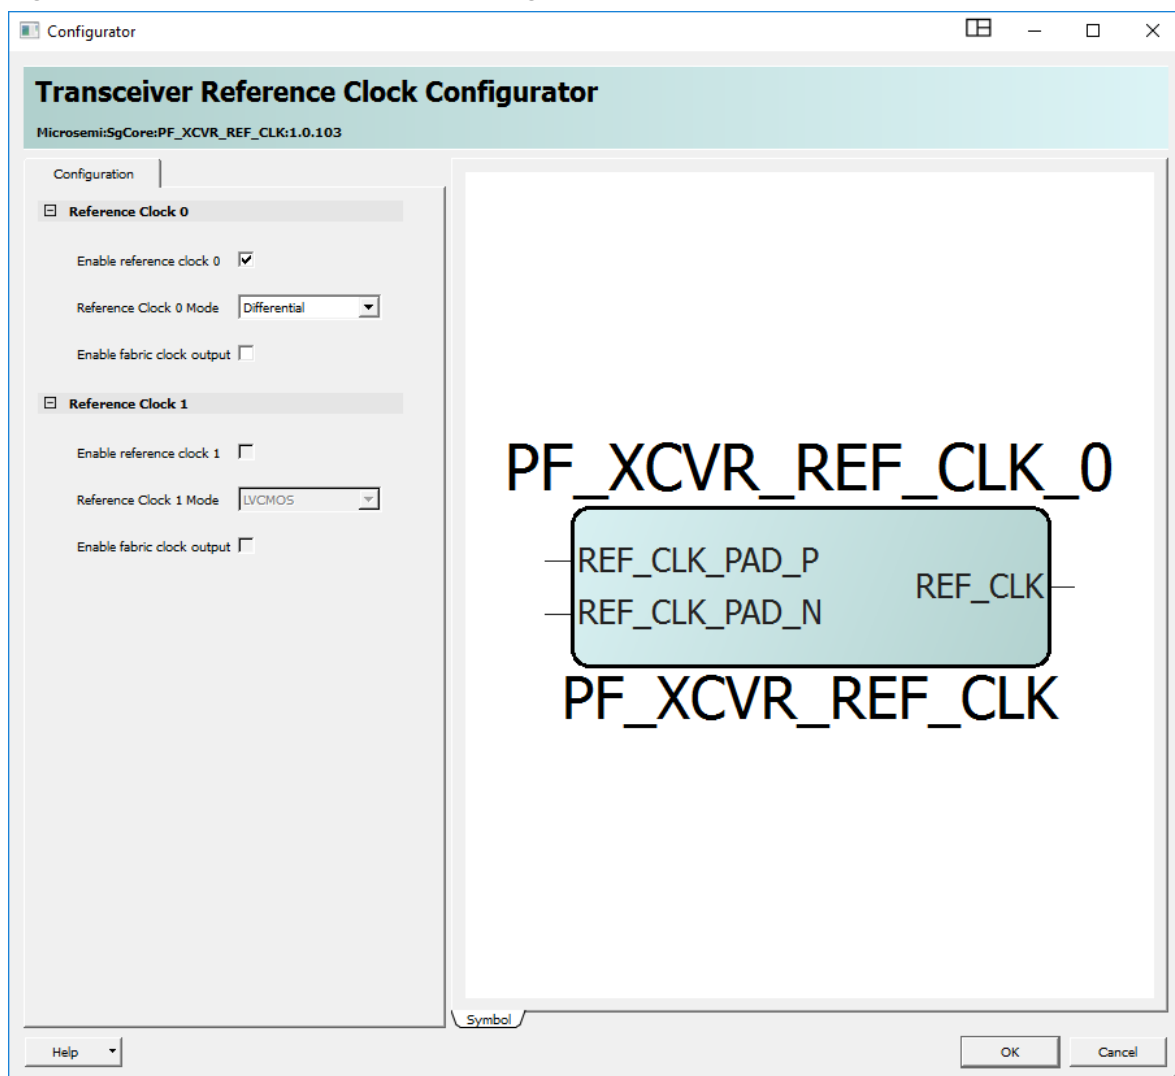 Configurator
Transceiver Reference Clock Configurator
Microsemi:SgCore:PF_XCVR_REF_CLK:1.0.103
Configuration
Reference Clock 0
Enable reference clock 0
Reference Clock 0 Mode Differential
Enable fabric clock output
Reference Clock 1
Enable reference clock 1
Reference Clock 1 Mode LVCMOS
Enable fabric clock output
PF_XCVR_REF_CLK_0
REF_CLK_PAD_P
REF_CLK
REF_CLK_PAD_N
PF_XCVR_REF_CLK
Symbol
Help
OK
Cancel